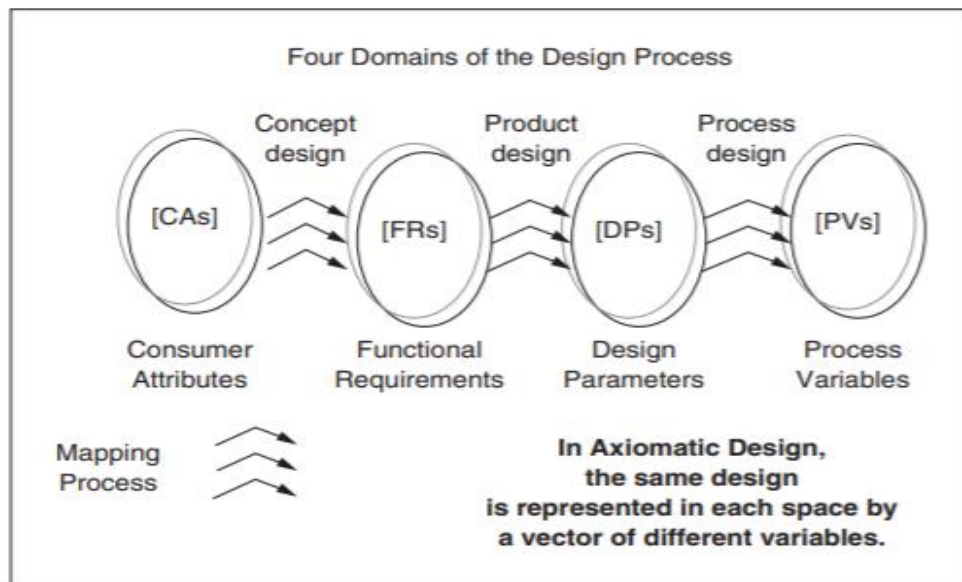 Four Domains of the Design Process
Concept
design
Product
design
Process
design
[CAs]
[FRs]
[DPs]
[PVs]
Consumer
Attributes
Functional
Requirements
Design
Parameters
Process
Variables
Mapping
Process
In Axiomatic Design,
the same design
is represented in each space by
a vector of different variables.